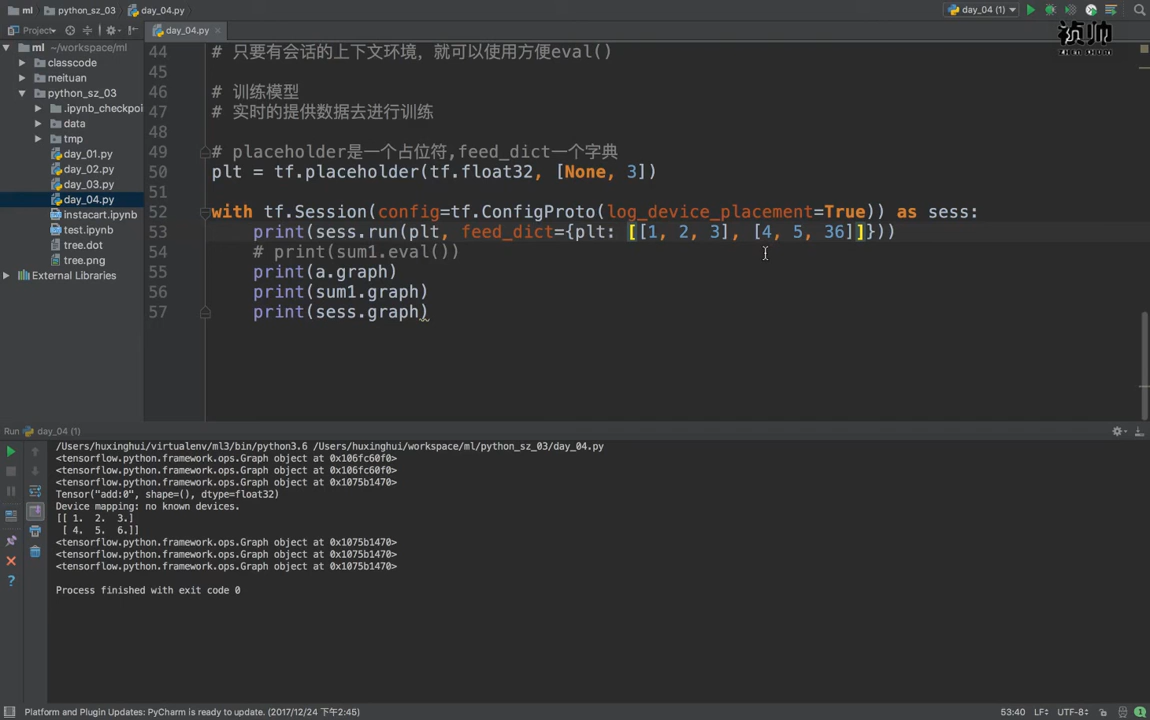 ml
python_sz_03
day_04.py
day_04 (1)
祯帅
ZHEN SHUAI
Project
day_04.py
ml ~/workspace/ml
classcode
meituan
python_sz_03
.ipynb_checkpoi
data
tmp
day_01.py
day_02.py
day_03.py
day_04.py
instacart.ipynb
test.ipynb
tree.dot
tree.png
External Libraries
44 # 只要有会话的上下文环境，就可以使用方便eval()
45
46 # 训练模型
47 # 实时的提供数据去进行训练
48
49 # placeholder是一个占位符,feed_dict一个字典
50 plt = tf.placeholder(tf.float32, [None, 3])
51
52 with tf.Session(config=tf.ConfigProto(log_device_placement=True)) as sess:
53 print(sess.run(plt, feed_dict={plt: [[1, 2, 3], [4, 5, 36]]}))
54 # print(sum1.eval())
55 print(a.graph)
56 print(sum1.graph)
57 print(sess.graph)
Run day_04 (1)
/Users/huxinghui/virtualenv/ml3/bin/python3.6 /Users/huxinghui/workspace/ml/python_sz_03/day_04.py
<tensorflow.python.framework.ops.Graph object at 0x106fc60f0>
<tensorflow.python.framework.ops.Graph object at 0x106fc60f0>
<tensorflow.python.framework.ops.Graph object at 0x1075b1470>
Tensor("add:0", shape=(), dtype=float32)
Device mapping: no known devices.
[[ 1. 2. 3.]
[ 4. 5. 6.]]
<tensorflow.python.framework.ops.Graph object at 0x1075b1470>
<tensorflow.python.framework.ops.Graph object at 0x1075b1470>
<tensorflow.python.framework.ops.Graph object at 0x1075b1470>
Process finished with exit code 0
Platform and Plugin Updates: PyCharm is ready to update. (2017/12/24 下午2:45)
53:40 LF÷ UTF-8÷
1